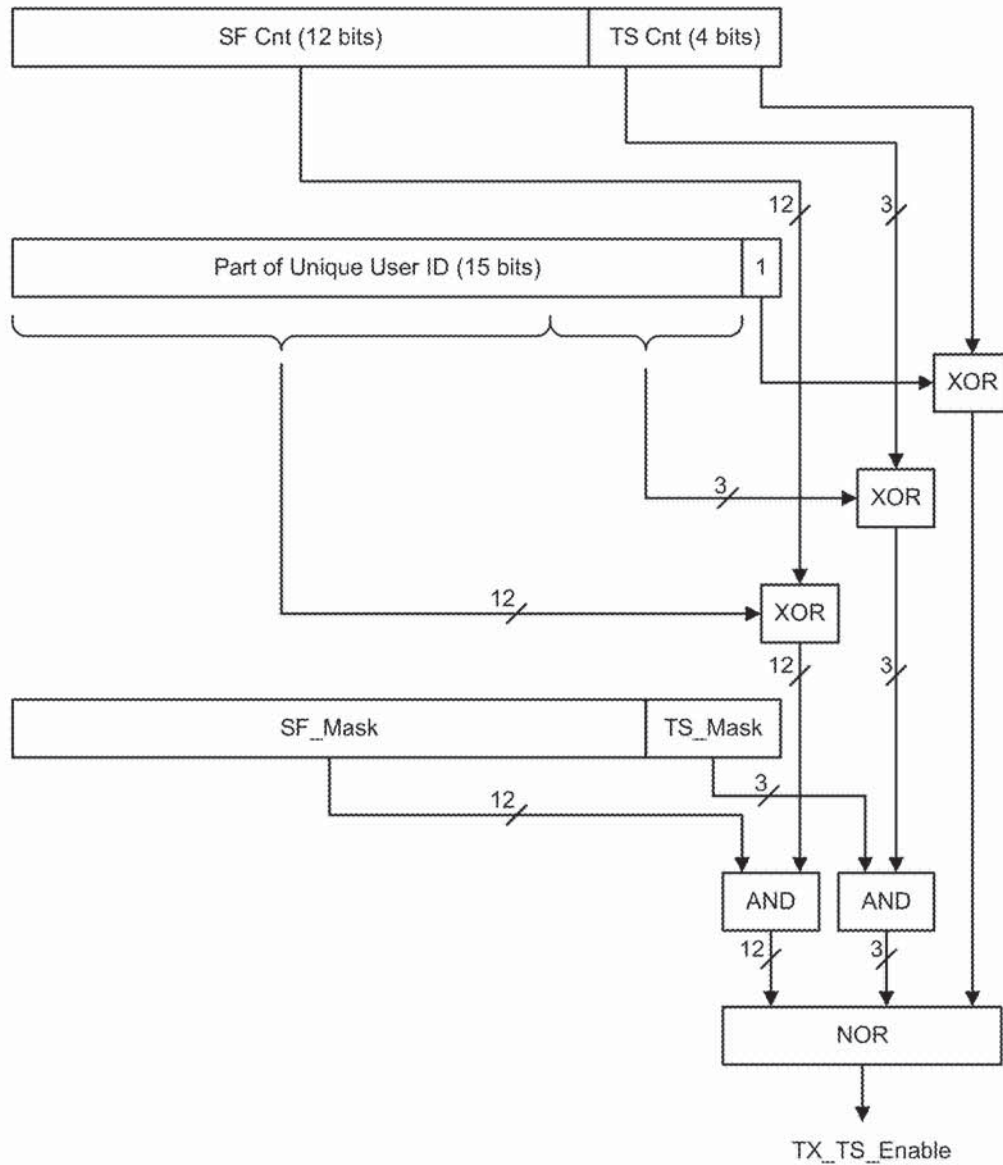 SF Cnt (12 bits) TS Cnt (4 bits)
12 3
Part of Unique User ID (15 bits) 1
XOR
3 XOR
12 XOR
12 3
SF_Mask TS_Mask
12 3
AND AND
12 3
NOR
TX_TS_Enable